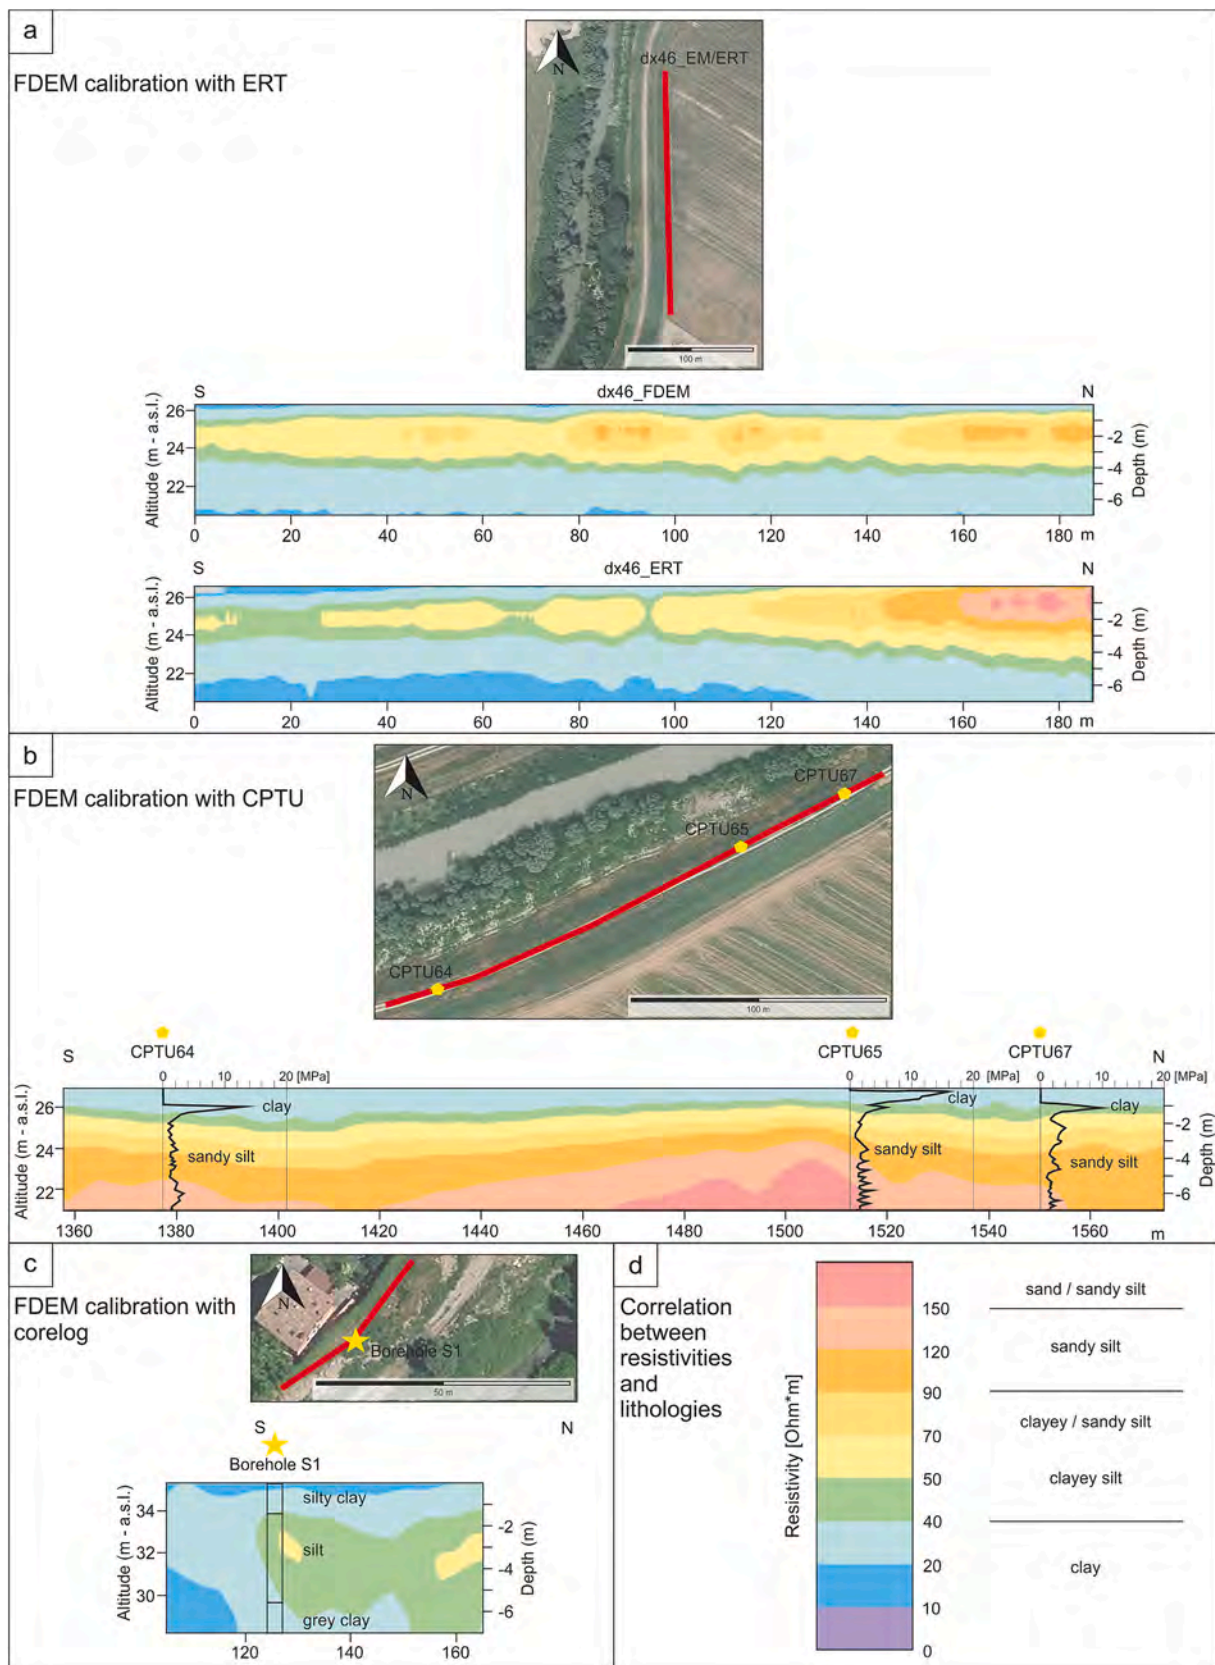 a
FDEM calibration with ERT
N
dx46_EM/ERT
100 m
S
dx46_FDEM
N
Altitude (m - a.s.l.)
26
24
22
-2
-4
-6
Depth (m)
0 20 40 60 80 100 120 140 160 180 m
S
dx46_ERT
N
Altitude (m - a.s.l.)
26
24
22
-2
-4
-6
Depth (m)
0 20 40 60 80 100 120 140 160 180 m
b
FDEM calibration with CPTU
N
CPTU67
CPTU65
CPTU64
100 m
S
CPTU64
CPTU65
CPTU67
N
0 10 20 [MPa]
0 10 20 [MPa]
0 10 20 [MPa]
Altitude (m - a.s.l.)
26
24
22
clay
sandy silt
clay
sandy silt
clay
sandy silt
-2
-4
-6
Depth (m)
1360 1380 1400 1420 1440 1460 1480 1500 1520 1540 1560 m
c
FDEM calibration with
corelog
N
Borehole S1
50 m
S
N
Borehole S1
Altitude (m - a.s.l.)
34
32
30
silty clay
silt
grey clay
-2
-4
-6
Depth (m)
120 140 160
d
Correlation
between
resistivities
and
lithologies
Resistivity [Ohm*m]
150
120
90
70
50
40
20
10
0
sand / sandy silt
sandy silt
clayey / sandy silt
clayey silt
clay